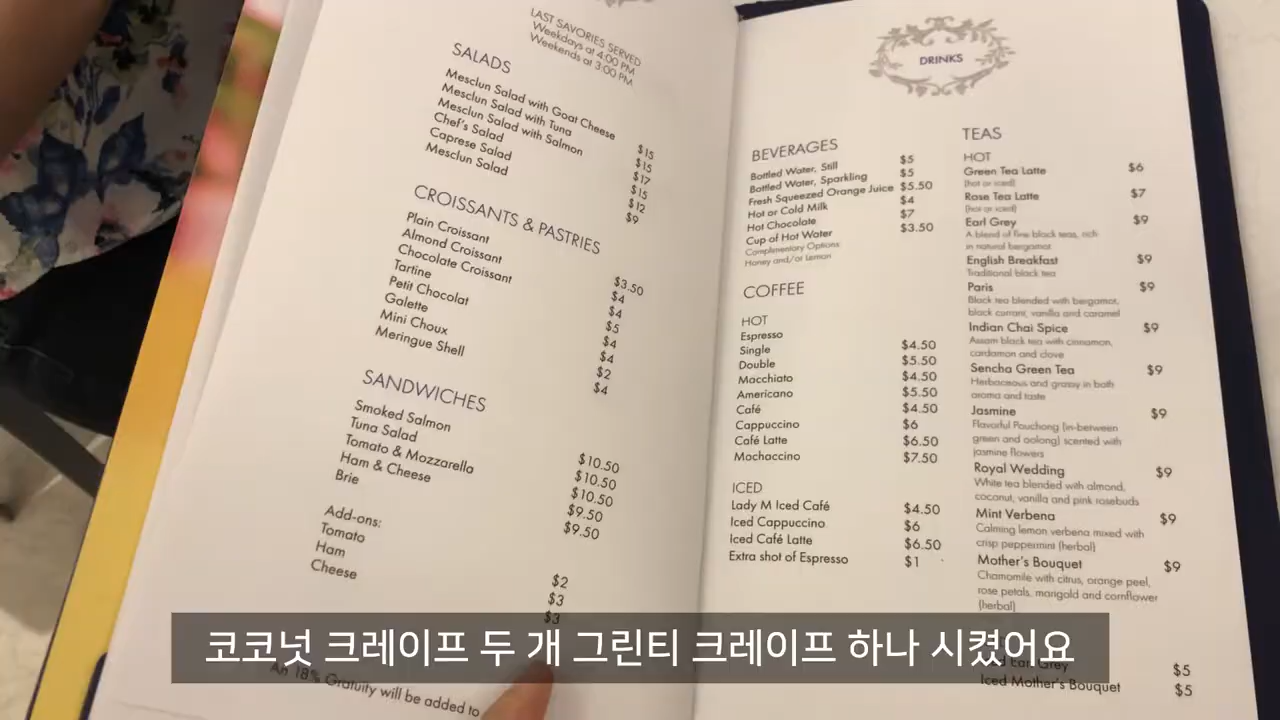 LAST SAVORIES SERVED
Weekdays at 4:00 PM
Weekends at 3:00 PM
SALADS
Mesclun Salad with Goat Cheese $15
Mesclun Salad with Tuna $15
Mesclun Salad with Salmon $17
Chef's Salad $15
Caprese Salad $12
Mesclun Salad $9
CROISSANTS & PASTRIES
Plain Croissant $3.50
Almond Croissant $4
Chocolate Croissant $4
Tartine $5
Petit Chocolat $4
Galette $4
Mini Choux $2
Meringue Shell $4
SANDWICHES
Smoked Salmon $10.50
Tuna Salad $10.50
Tomato & Mozzarella $10.50
Ham & Cheese $9.50
Brie $9.50
Add-ons:
Tomato $2
Ham $3
Cheese $3
An 18% Gratuity will be added to
DRINKS
BEVERAGES
Bottled Water, Still $5
Bottled Water, Sparkling $5
Fresh Squeezed Orange Juice $5.50
Hot or Cold Milk $4
Hot Chocolate $7
Cup of Hot Water $3.50
Complimentary Options
Honey and/or Lemon
COFFEE
HOT
Espresso
Single $4.50
Double $5.50
Macchiato $4.50
Americano $5.50
Café $4.50
Cappuccino $6
Café Latte $6.50
Mochaccino $7.50
ICED
Lady M Iced Café $4.50
Iced Cappuccino $6
Iced Café Latte $6.50
Extra shot of Espresso $1
TEAS
HOT
Green Tea Latte $6
(hot or iced)
Rose Tea Latte $7
(hot or iced)
Earl Grey $9
A blend of fine black teas, rich
in natural bergamot
English Breakfast $9
Traditional black tea
Paris $9
Black tea blended with bergamot,
black currant, vanilla and caramel
Indian Chai Spice $9
Assam black tea with cinnamon,
cardamon and clove
Sencha Green Tea $9
Herbaceous and grassy in both
aroma and taste
Jasmine $9
Flavorful Pouchong (in-between
green and oolong) scented with
jasmine flowers
Royal Wedding $9
White tea blended with almond,
coconut, vanilla and pink rosebuds
Mint Verbena $9
Calming lemon verbena mixed with
crisp peppermint (herbal)
Mother's Bouquet $9
Chamomile with citrus, orange peel,
rose petals, marigold and cornflower
(herbal)
Earl Grey $5
Iced Mother's Bouquet $5
코코넛 크레이프 두 개 그린티 크레이프 하나 시켰어요